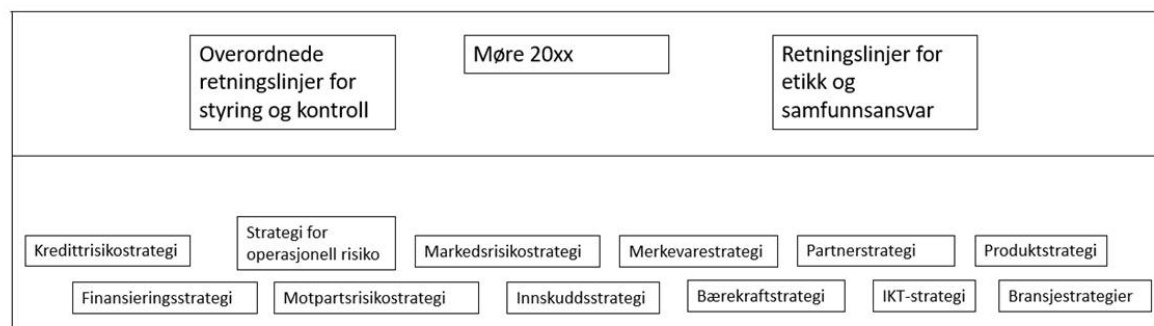 Overordnede
retningslinjer for
styring og kontroll
Møre 20xx
Retningslinjer for
etikk og
samfunnsansvar
Kredittrisikostrategi
Strategi for
operasjonell risiko
Markedsrisikostrategi
Merkevarestrategi
Partnerstrategi
Produktstrategi
Finansieringsstrategi
Motpartsrisikostrategi
Innskuddsstrategi
Bærekraftstrategi
IKT-strategi
Bransjestrategier